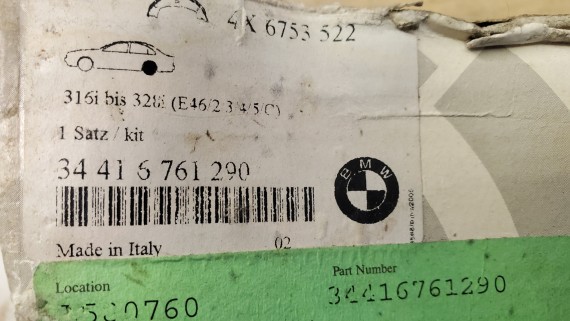 4X 6753 522
316i bis 328i (E46/2 3/4/5/C)
1 Satz / kit
34 41 6 761 290
BMW
Made in Italy 02
Location
Part Number
34416761290